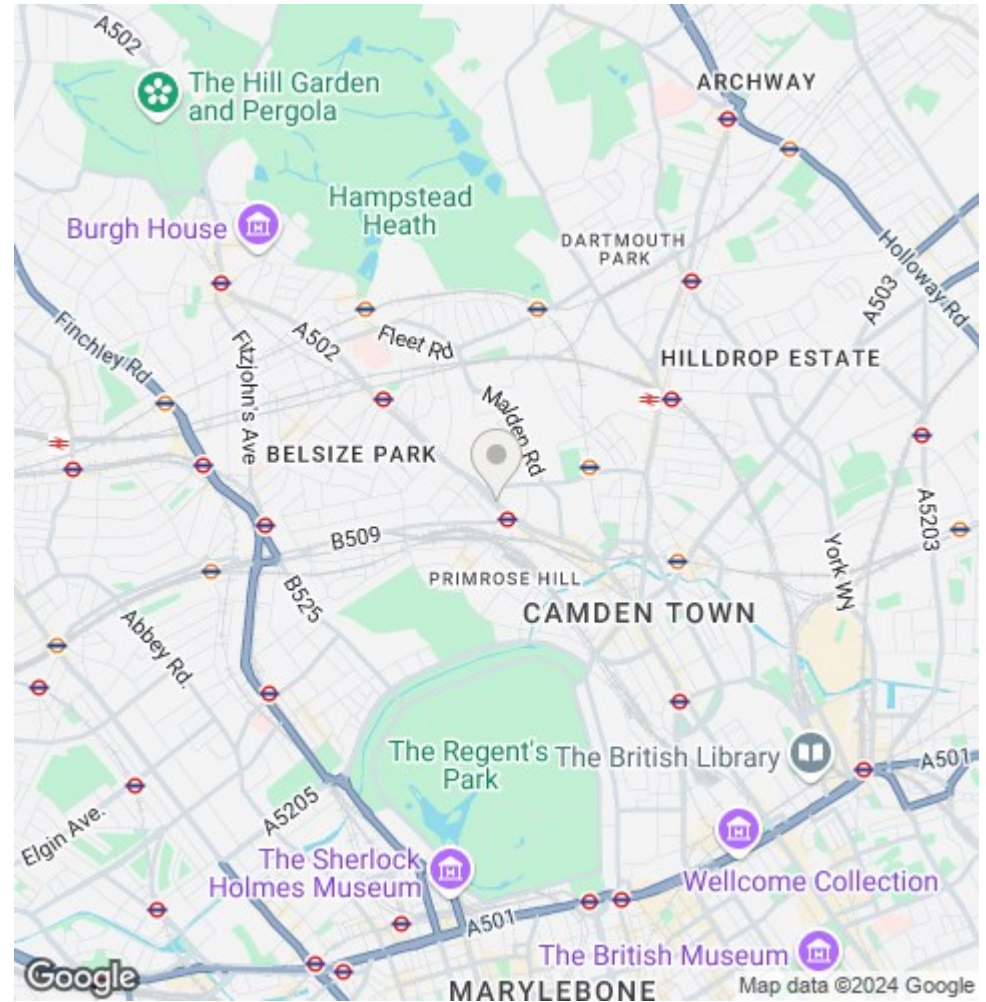 A502
The Hill Garden
and Pergola
ARCHWAY
Hampstead
Heath
Burgh House
DARTMOUTH
PARK
Holloway Rd
A503
Finchley Rd
A502
Fleet Rd
Fitzjohn's Ave
HILLDROP ESTATE
Malden Rd
BELSIZE PARK
A5203
B509
York WN
PRIMROSE HILL
B525
CAMDEN TOWN
Abbey Rd.
The Regent's
Park
The British Library
A501
A5205
Elgin Ave.
The Sherlock
Holmes Museum
Wellcome Collection
A501
The British Museum
Google
MARYLEBONE
Map data ©2024 Google